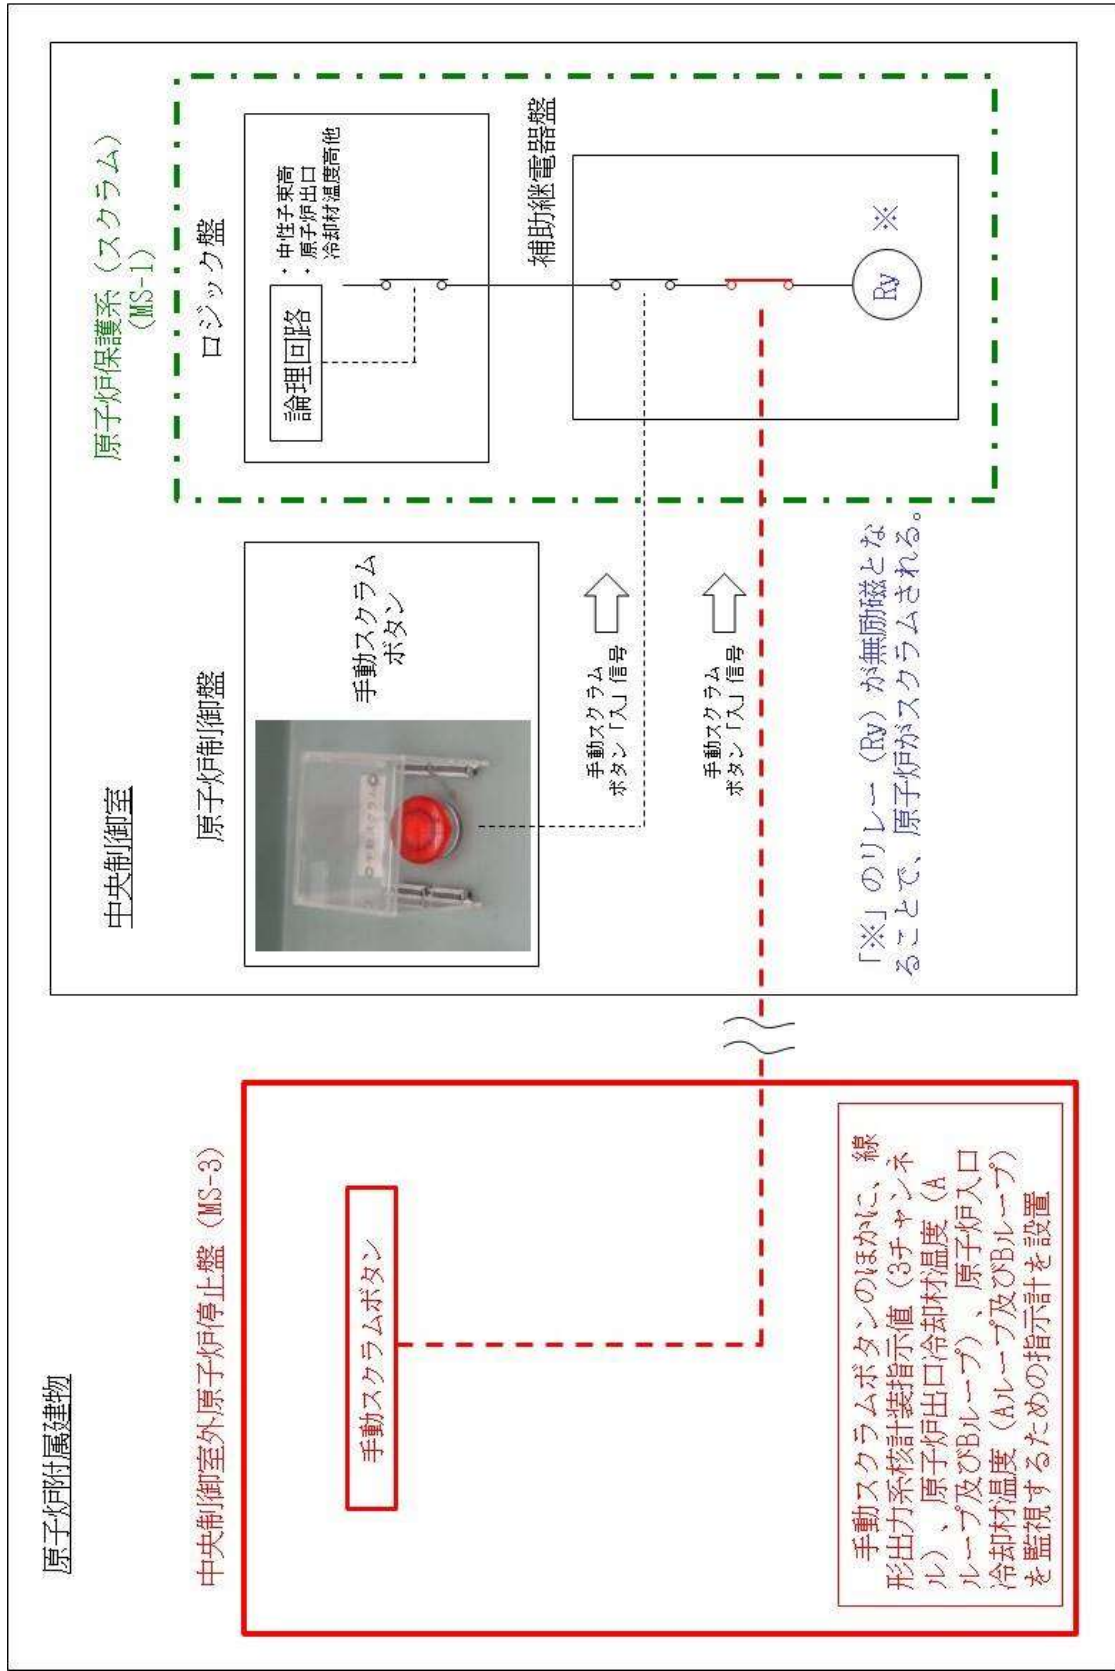 原子炉附属建物
中央制御室外原子炉停止盤（MS-3）
手動スクラムボタン
手動スクラムボタンのほかに、線
形出力系核計装指示値（3チャンネ
ル）、原子炉出口冷却材温度（A
ループ及びBループ）、原子炉入口
冷却材温度（Aループ及びBループ）
を監視するための指示計を設置
中央制御室
原子炉制御盤
手動スクラム
手動スクラム
ボタン
手動スクラム
ボタン「入」信号
手動スクラム
ボタン「入」信号
「※」のリレー（Ry）が無励磁とな
ることで、原子炉がスクラムされる。
原子炉保護系（スクラム）
（MS-1）
ロジック盤
論理回路
・中性子束高
・原子炉出口
冷却材温度高他
補助継電器盤
Ry
※